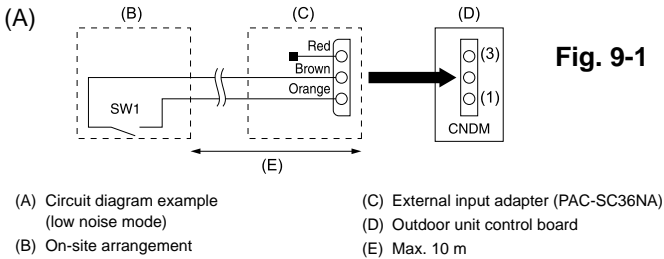 (A)
(B)
(C)
(D)
Fig. 9-1
Red
Brown
Orange
SW1
(3)
(1)
CNDM
(E)
(A) Circuit diagram example
(low noise mode)
(B) On-site arrangement
(C) External input adapter (PAC-SC36NA)
(D) Outdoor unit control board
(E) Max. 10 m